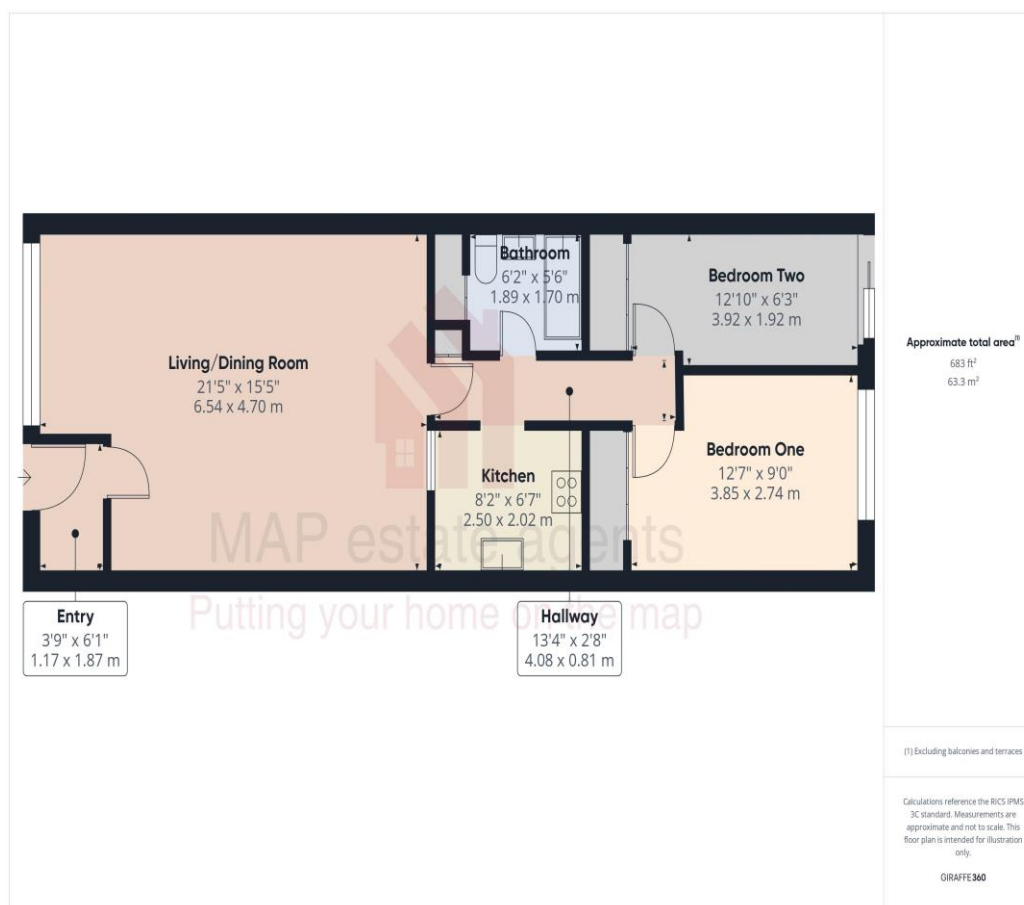 Living/Dining Room
21'5" x 15'5"
6.54 x 4.70 m
Bathroom
6'2" x 5'6"
1.89 x 1.70 m
Bedroom Two
12'10" x 6'3"
3.92 x 1.92 m
Bedroom One
12'7" x 9'0"
3.85 x 2.74 m
Kitchen
8'2" x 6'7"
2.50 x 2.02 m
MAP estate agents
Putting your home on the map
Entry
3'9" x 6'1"
1.17 x 1.87 m
Hallway
13'4" x 2'8"
4.08 x 0.81 m
Approximate total area⁽¹⁾
683 ft²
63.3 m²
(1) Excluding balconies and terraces
Calculations reference the RICS IPMS
3C standard. Measurements are
approximate and not to scale. This
floor plan is intended for illustration
only.
GIRAFFE360